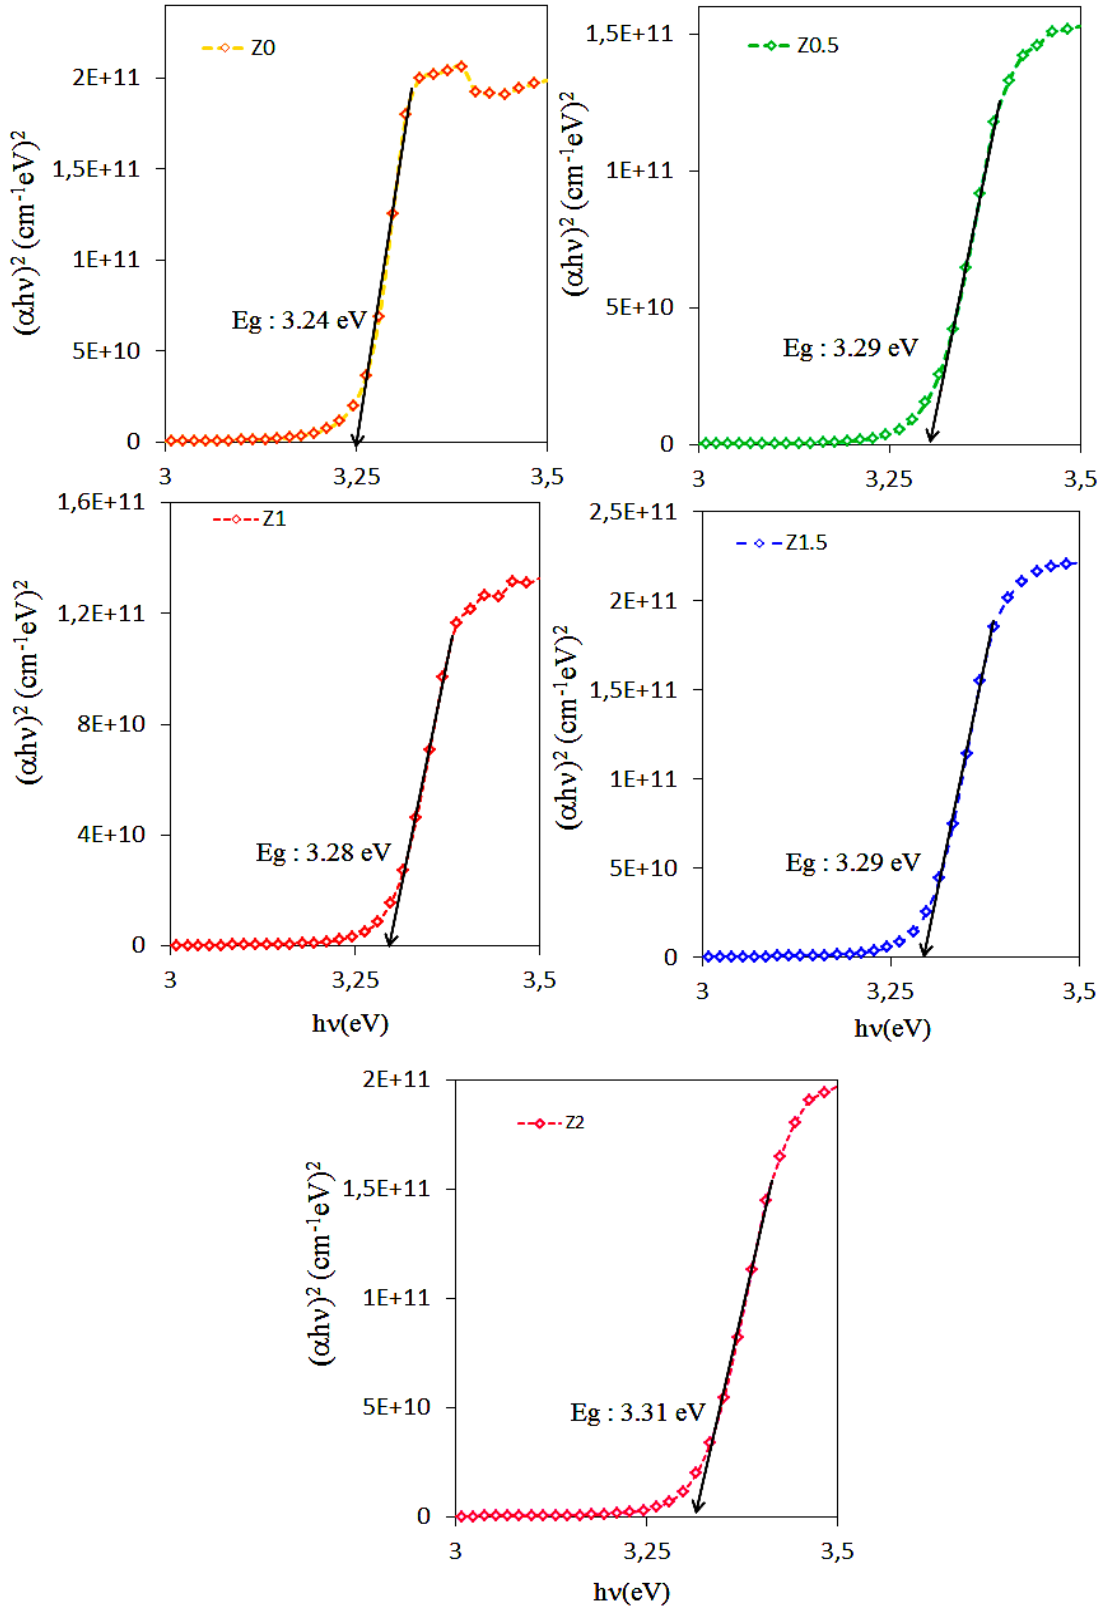 Z0
(αhν)² (cm⁻¹eV)²
2E+11
1,5E+11
1E+11
5E+10
0
Eg : 3.24 eV
3
3,25
3,5
Z0.5
(αhν)² (cm⁻¹eV)²
1,5E+11
1E+11
5E+10
0
Eg : 3.29 eV
3
3,25
3,5
Z1
(αhν)² (cm⁻¹eV)²
1,6E+11
1,2E+11
8E+10
4E+10
0
Eg : 3.28 eV
3
3,25
3,5
hν(eV)
Z1.5
(αhν)² (cm⁻¹eV)²
2,5E+11
2E+11
1,5E+11
1E+11
5E+10
0
Eg : 3.29 eV
3
3,25
3,5
hν(eV)
Z2
(αhν)² (cm⁻¹eV)²
2E+11
1,5E+11
1E+11
5E+10
0
Eg : 3.31 eV
3
3,25
3,5
hν(eV)